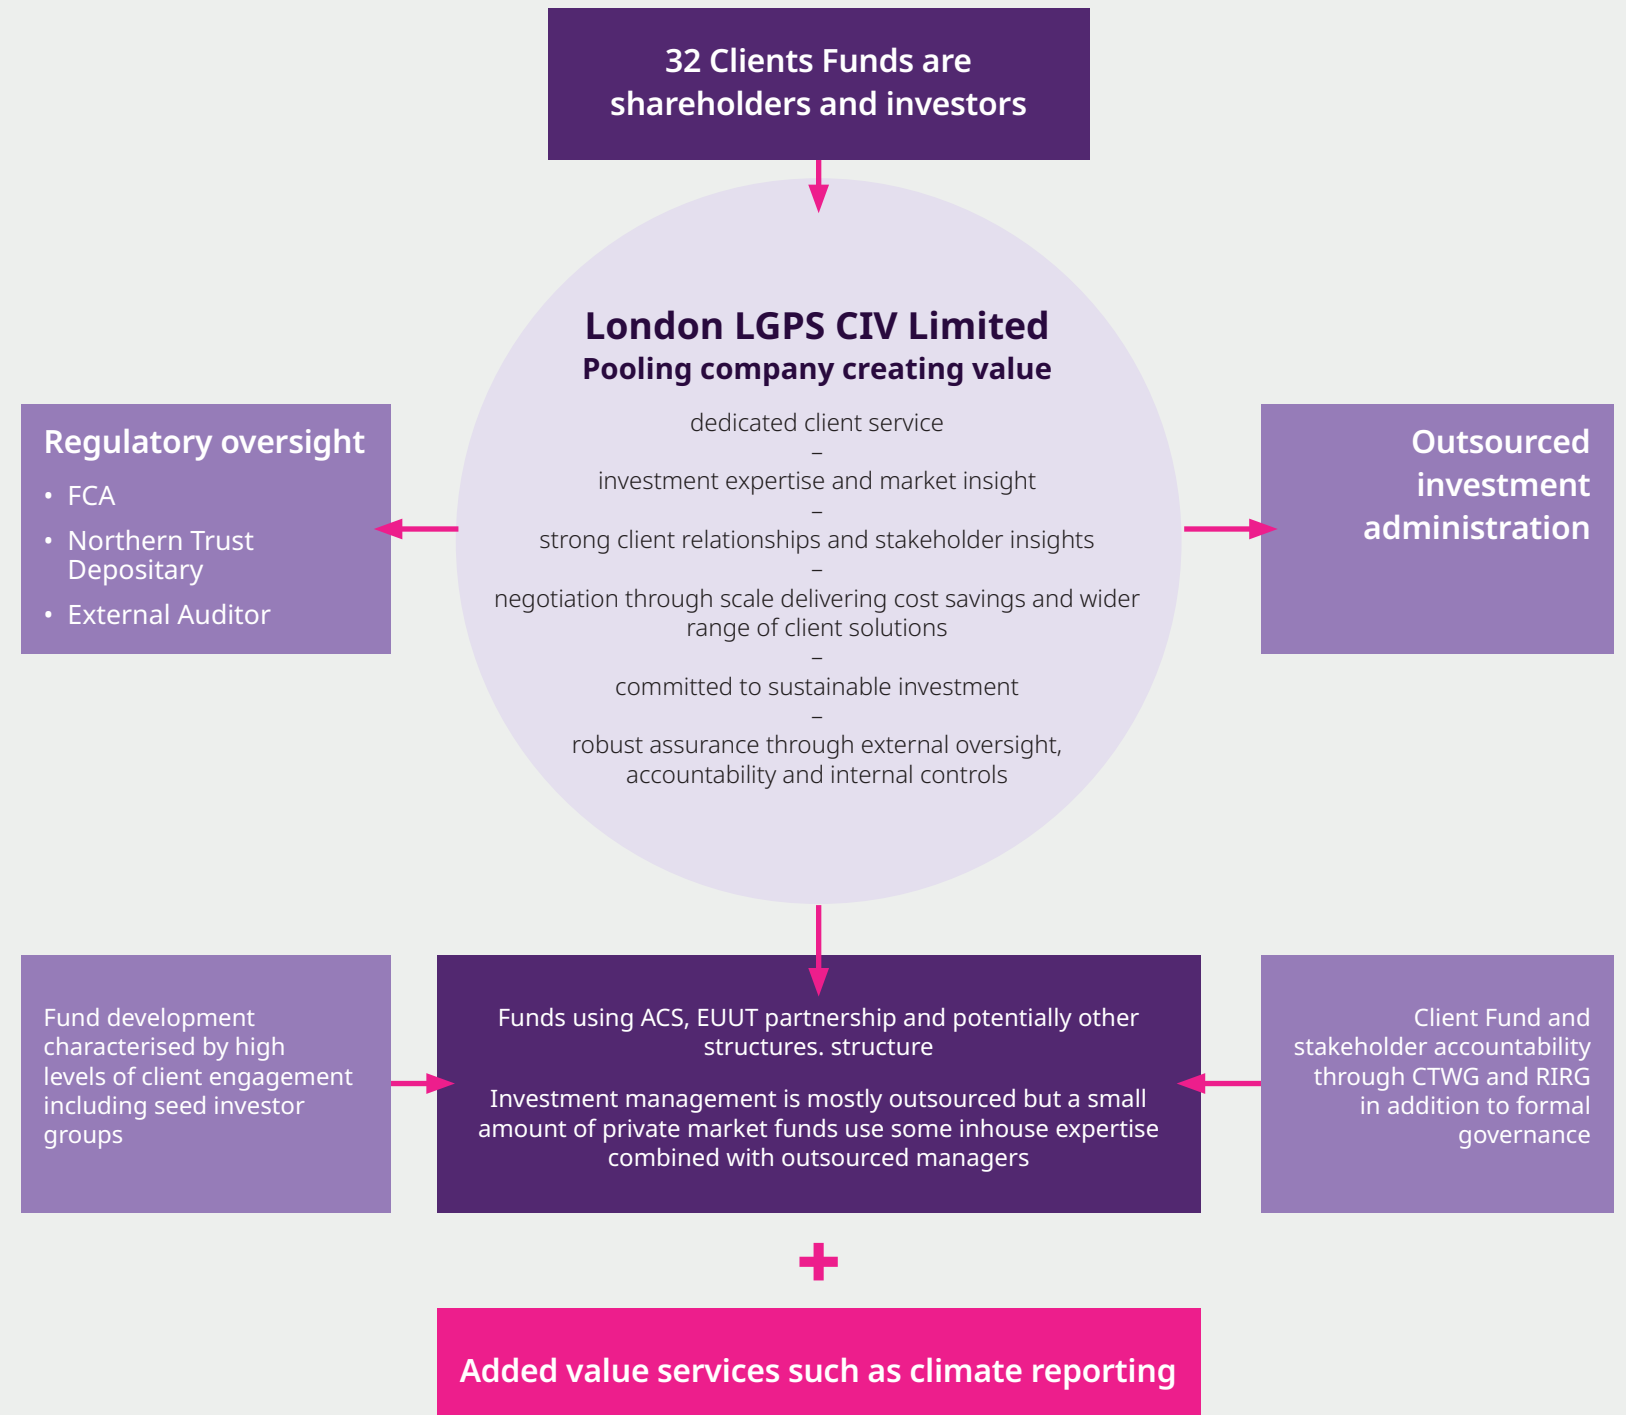 32 Clients Funds are
shareholders and investors
London LGPS CIV Limited
Pooling company creating value
dedicated client service
–
investment expertise and market insight
–
strong client relationships and stakeholder insights
–
negotiation through scale delivering cost savings and wider
range of client solutions
–
committed to sustainable investment
–
robust assurance through external oversight,
accountability and internal controls
Regulatory oversight
• FCA
• Northern Trust
Depositary
• External Auditor
Outsourced
investment
administration
Fund development
characterised by high
levels of client engagement
including seed investor
groups
Funds using ACS, EUUT partnership and potentially other
structures. structure
Investment management is mostly outsourced but a small
amount of private market funds use some inhouse expertise
combined with outsourced managers
Client Fund and
stakeholder accountability
through CTWG and RIRG
in addition to formal
governance
Added value services such as climate reporting